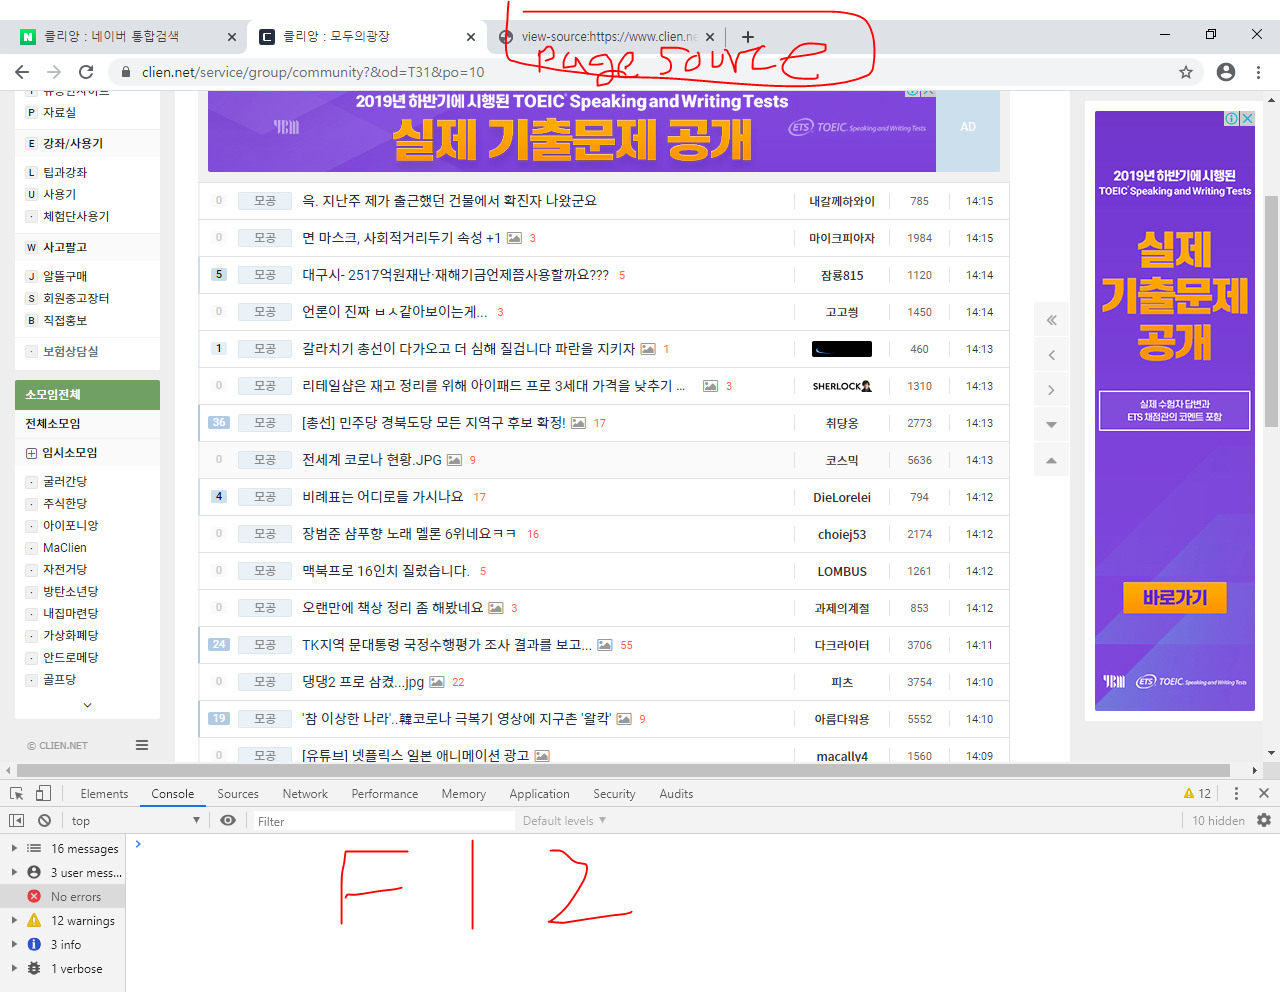 클리앙 : 네이버 통합검색
클리앙 : 모두의광장
view-source:https://www.clien.ne
page source
clien.net/service/group/community?&od=T31&po=10
P 자료실
E 강좌/사용기
L 팁과강좌
U 사용기
· 체험단사용기
W 사고팔고
J 알뜰구매
S 회원중고장터
B 직접홍보
· 보험상담실
소모임전체
전체소모임
임시소모임
· 굴러간당
· 주식한당
· 아이포니앙
· MaClien
· 자전거당
· 방탄소년당
· 내집마련당
· 가상화폐당
· 안드로메당
· 골프당
© CLIEN.NET
2019년 하반기에 시행된 TOEIC Speaking and Writing Tests
YBM 실제 기출문제 공개 ETS TOEIC. Speaking and Writing Tests
AD
0 모공 윽. 지난주 제가 출근했던 건물에서 확진자 나왔군요 내갈께하와이 785 14:15
0 모공 면 마스크, 사회적거리두기 속성 +1 3 마이크피아자 1984 14:15
5 모공 대구시- 2517억원재난·재해기금언제쯤사용할까요??? 5 잠룡815 1120 14:14
0 모공 언론이 진짜 ㅂㅅ같아보이는게... 3 고고씽 1450 14:14
1 모공 갈라치기 총선이 다가오고 더 심해 질겁니다 파란을 지키자 1 460 14:13
0 모공 리테일샵은 재고 정리를 위해 아이패드 프로 3세대 가격을 낮추기 ... 3 SHERLOCK 1310 14:13
36 모공 [총선] 민주당 경북도당 모든 지역구 후보 확정! 17 취당옹 2773 14:13
0 모공 전세계 코로나 현황.JPG 9 코스믹 5636 14:13
4 모공 비례표는 어디로들 가시나요 17 DieLorelei 794 14:12
0 모공 장범준 샴푸향 노래 멜론 6위네요ㅋㅋ 16 choiej53 2174 14:12
0 모공 맥북프로 16인치 질렀습니다. 5 LOMBUS 1261 14:12
0 모공 오랜만에 책상 정리 좀 해봤네요 3 과제의계절 853 14:12
24 모공 TK지역 문대통령 국정수행평가 조사 결과를 보고... 55 다크라이터 3706 14:11
0 모공 댕댕2 프로 삼켰...jpg 22 피츠 3754 14:10
19 모공 '참 이상한 나라'..韓코로나 극복기 영상에 지구촌 '왈칵' 9 아름다워용 5552 14:10
0 모공 [유튜브] 넷플릭스 일본 애니메이션 광고 macally4 1560 14:09
2019년 하반기에 시행된
TOEIC Speaking and Writing Tests
실제
기출문제
공개
실제 수험자 답변과
ETS 채점관의 코멘트 포함
바로가기
YBM ETS TOEIC. Speaking and Writing Tests
Elements Console Sources Network Performance Memory Application Security Audits 12
top Filter Default levels 10 hidden
16 messages
3 user mess...
No errors
12 warnings
3 info
1 verbose
F12